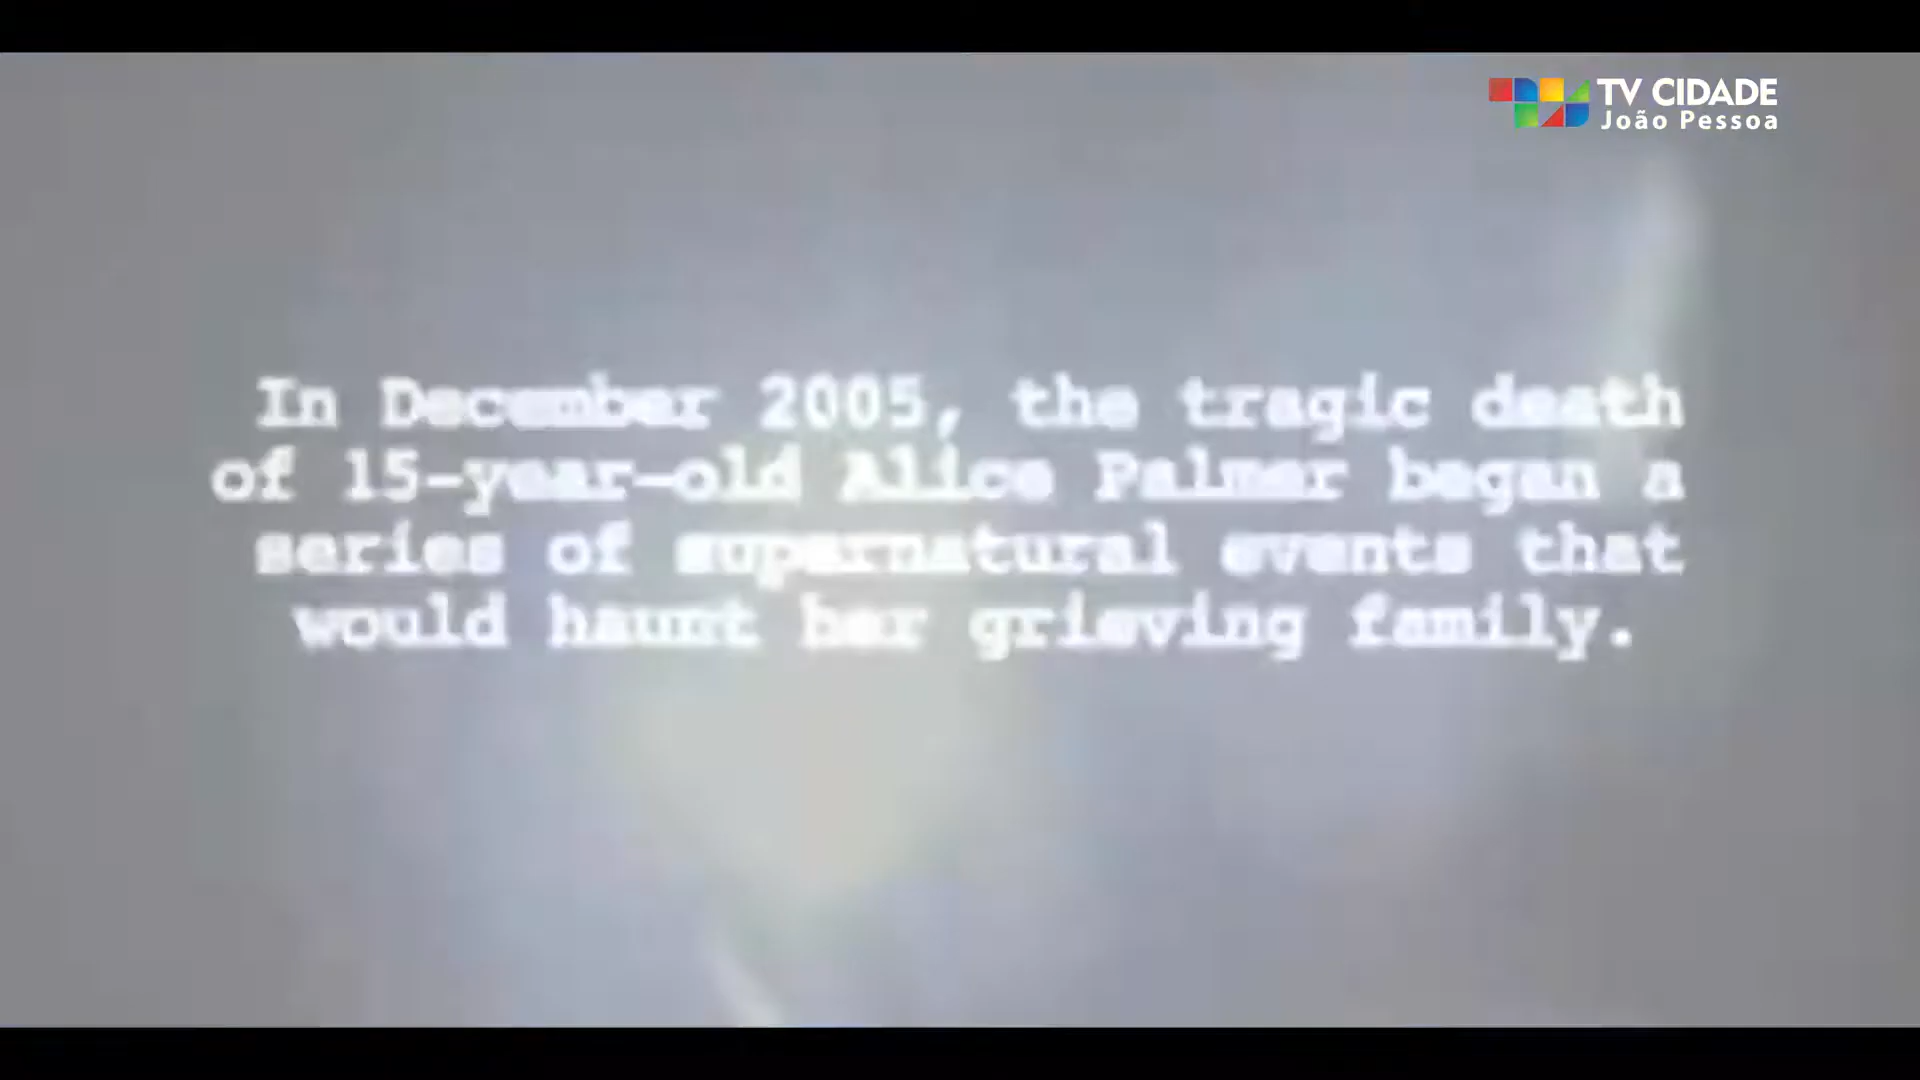 TV CIDADE
João Pessoa
In December 2005, the tragic death
of 15-year-old Alice Palmer began a
series of supernatural events that
would haunt her grieving family.